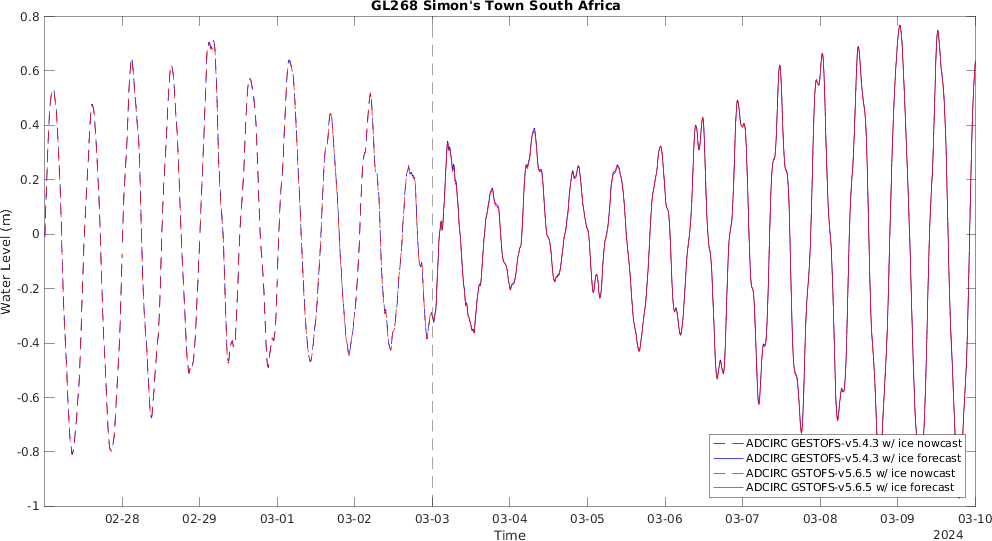 GL268 Simon's Town South Africa
0.8
0.6
0.4
0.2
0
-0.2
-0.4
-0.6
-0.8
-1
Water Level (m)
ADCIRC GESTOFS-v5.4.3 w/ ice nowcast
ADCIRC GESTOFS-v5.4.3 w/ ice forecast
ADCIRC GSTOFS-v5.6.5 w/ ice nowcast
ADCIRC GSTOFS-v5.6.5 w/ ice forecast
02-28 02-29 03-01 03-02 03-03 03-04 03-05 03-06 03-07 03-08 03-09 03-10
Time
2024